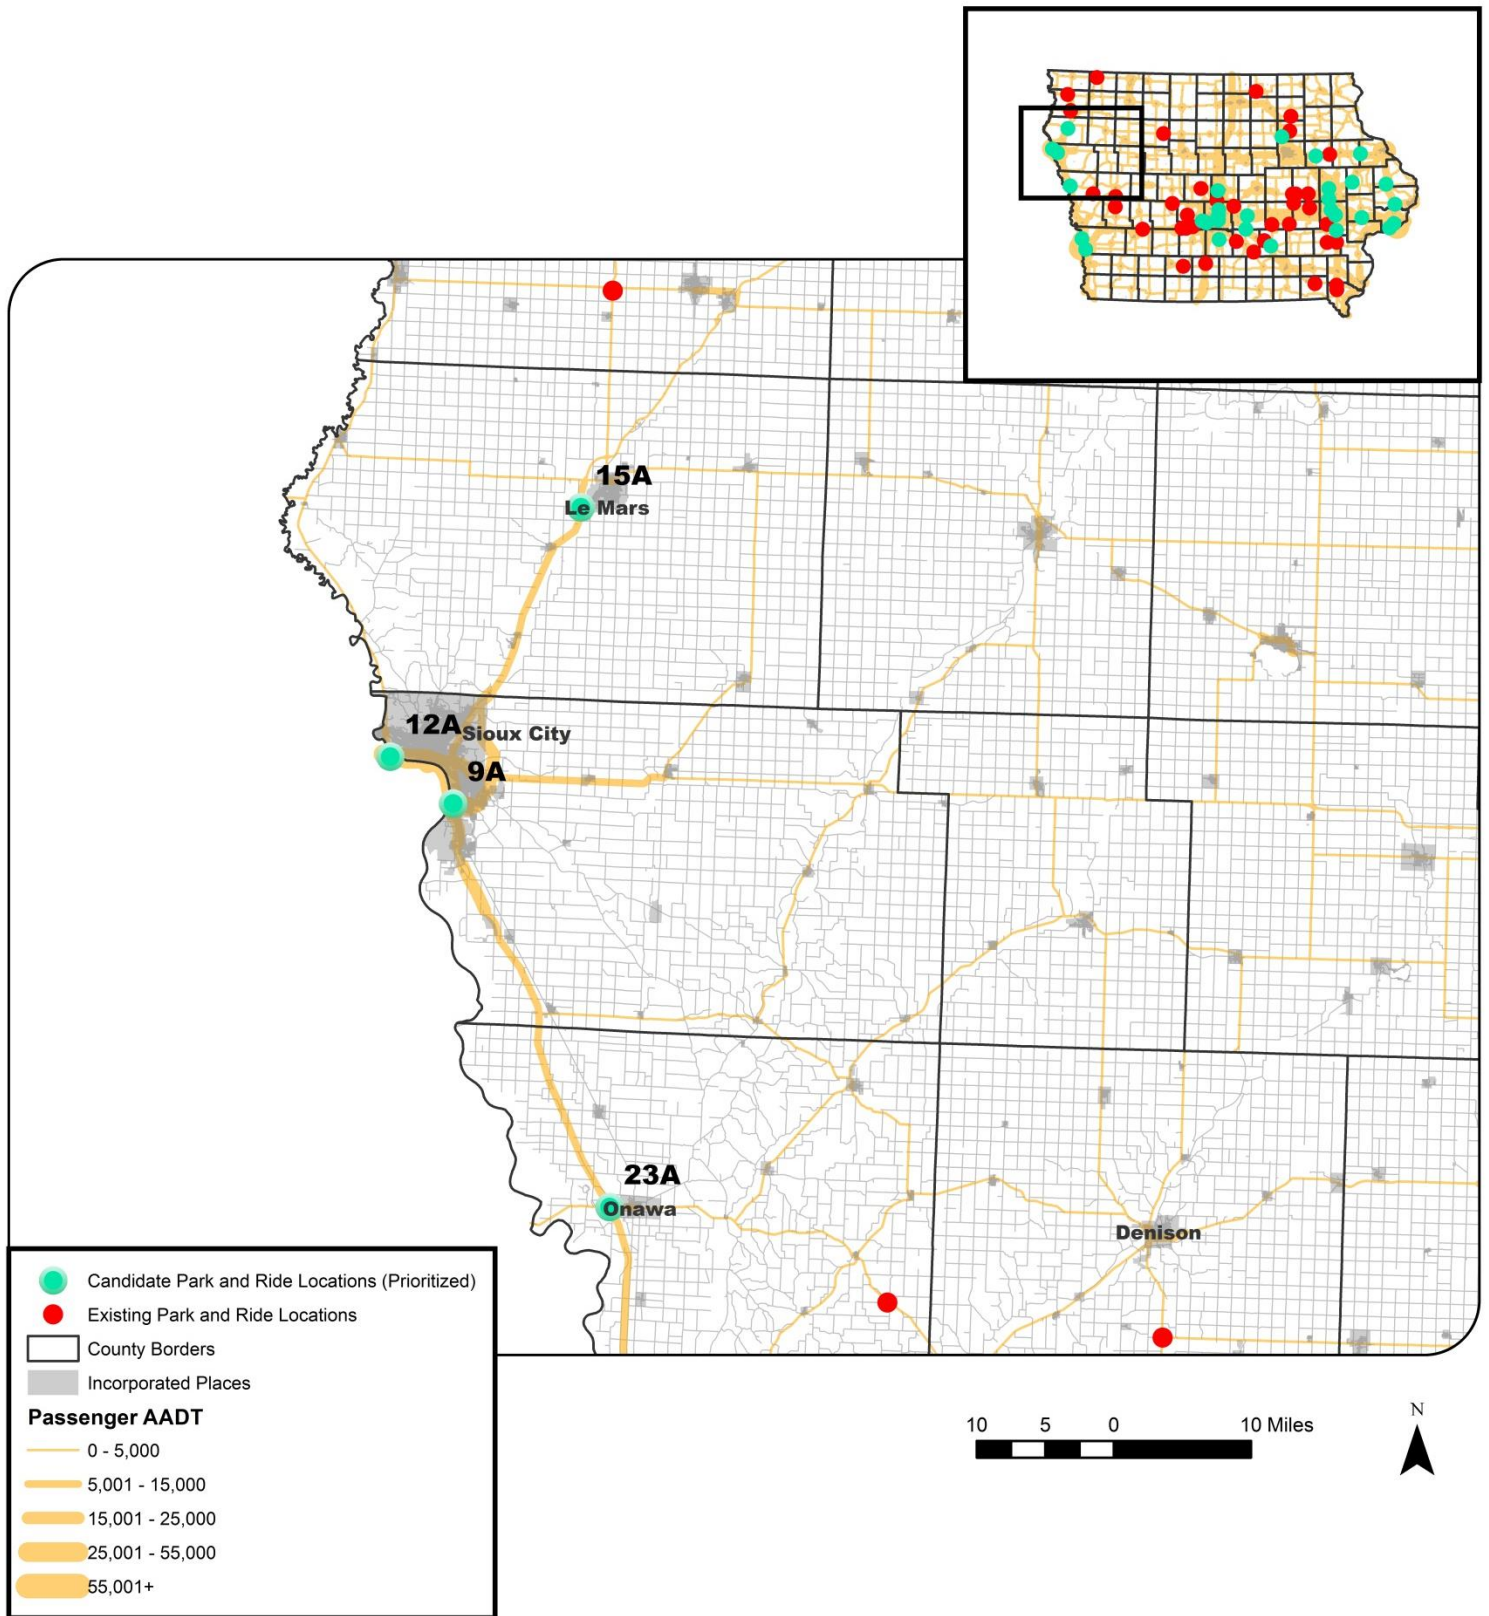 15A
Le Mars
12A
Sioux City
9A
23A
Onawa
Denison
Candidate Park and Ride Locations (Prioritized)
Existing Park and Ride Locations
County Borders
Incorporated Places
Passenger AADT
0 - 5,000
5,001 - 15,000
15,001 - 25,000
25,001 - 55,000
55,001+
10 5 0 10 Miles
N